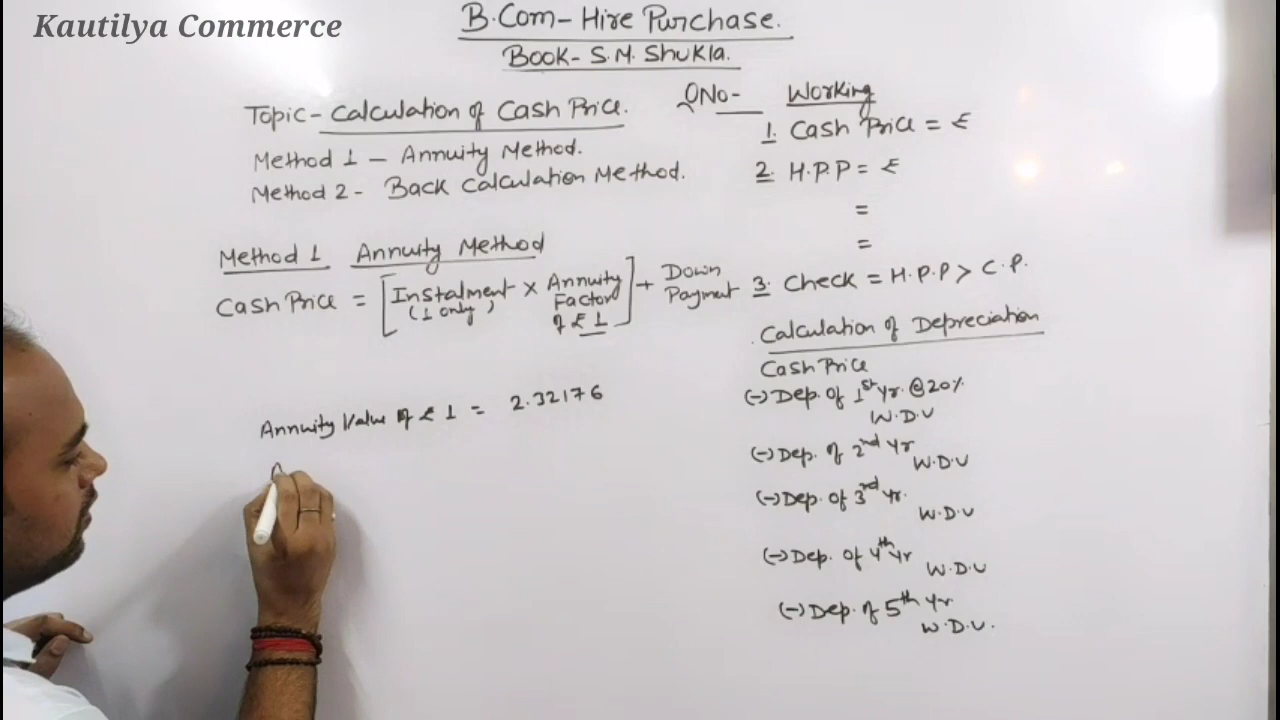 Kautilya Commerce
B.Com- Hire Purchase.
Book- S.M. Shukla.
Topic- Calculation of Cash Price.
Method 1 - Annuity Method.
Method 2 - Back Calculation Method.
Method 1 Annuity Method
Cash Price = [Instalment (1 only) × Annuity Factor of ₹ 1] + Down Payment
Annuity Value of ₹ 1 = 2.32176
QNo- Working
1. Cash Price = ₹
2. H.P.P = ₹
=
=
3. Check = H.P.P > C.P.
Calculation of Depreciation
Cash Price
(-) Dep. of 1st yr. @ 20%
W.D.V
(-) Dep. of 2nd yr
W.D.V
(-) Dep. of 3rd yr.
W.D.V
(-) Dep. of 4th yr
W.D.V
(-) Dep. of 5th yr
W.D.V.